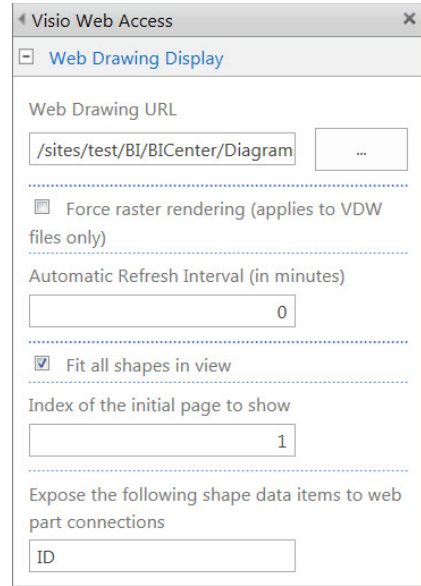 Visio Web Access
Web Drawing Display
Web Drawing URL
/sites/test/BI/BICenter/Diagram
...
Force raster rendering (applies to VDW
files only)
Automatic Refresh Interval (in minutes)
0
Fit all shapes in view
Index of the initial page to show
1
Expose the following shape data items to web
part connections
ID